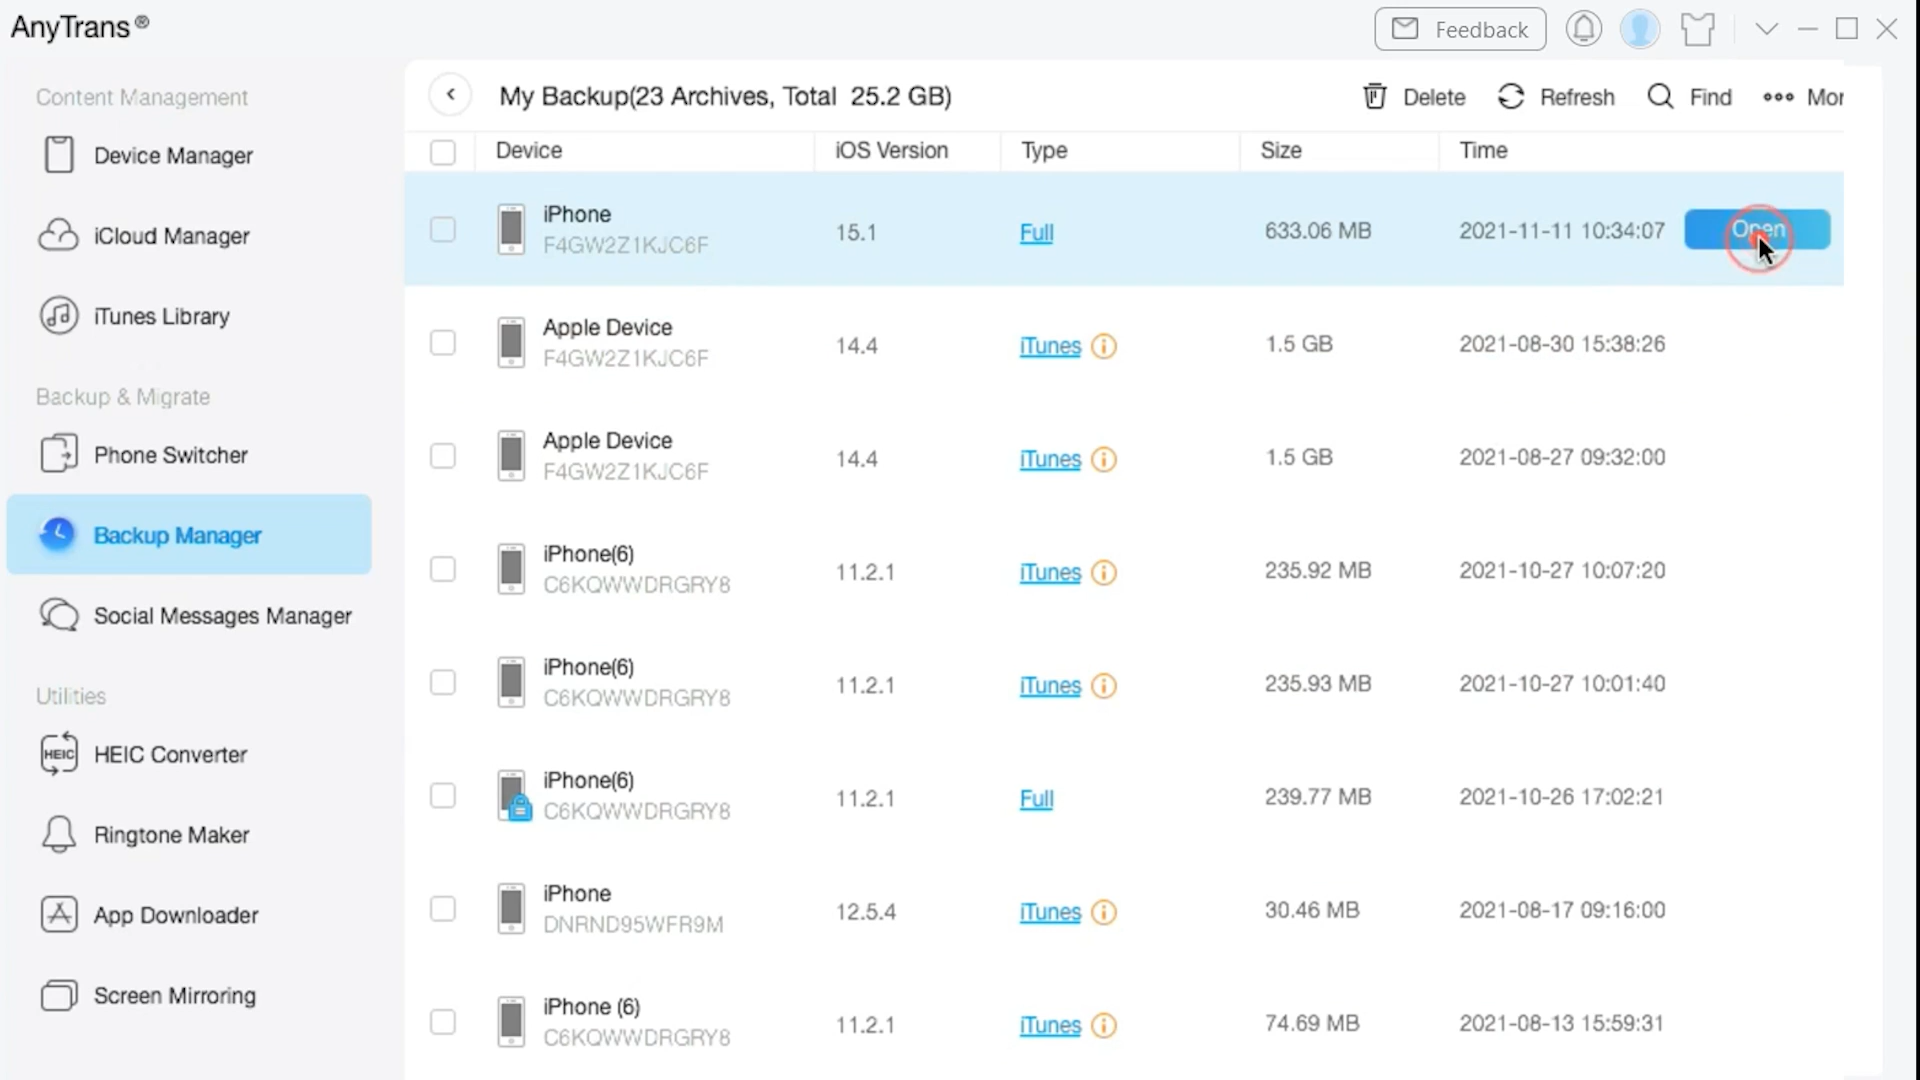 AnyTrans®
Feedback
Content Management
Device Manager
iCloud Manager
iTunes Library
Backup & Migrate
Phone Switcher
Backup Manager
Social Messages Manager
Utilities
HEIC
HEIC Converter
Ringtone Maker
App Downloader
Screen Mirroring
My Backup(23 Archives, Total 25.2 GB)
Delete
Refresh
Find
Mor
Device iOS Version Type Size Time
iPhone
F4GW2Z1KJC6F
15.1 Full 633.06 MB 2021-11-11 10:34:07 Open
Apple Device
F4GW2Z1KJC6F
14.4 iTunes 1.5 GB 2021-08-30 15:38:26
Apple Device
F4GW2Z1KJC6F
14.4 iTunes 1.5 GB 2021-08-27 09:32:00
iPhone(6)
C6KQWWDRGRY8
11.2.1 iTunes 235.92 MB 2021-10-27 10:07:20
iPhone(6)
C6KQWWDRGRY8
11.2.1 iTunes 235.93 MB 2021-10-27 10:01:40
iPhone(6)
C6KQWWDRGRY8
11.2.1 Full 239.77 MB 2021-10-26 17:02:21
iPhone
DNRND95WFR9M
12.5.4 iTunes 30.46 MB 2021-08-17 09:16:00
iPhone (6)
C6KQWWDRGRY8
11.2.1 iTunes 74.69 MB 2021-08-13 15:59:31